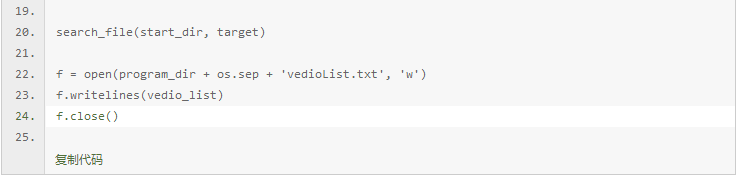 19.
20. search_file(start_dir, target)
21.
22. f = open(program_dir + os.sep + 'vedioList.txt', 'w')
23. f.writelines(vedio_list)
24. f.close()
25.
复制代码